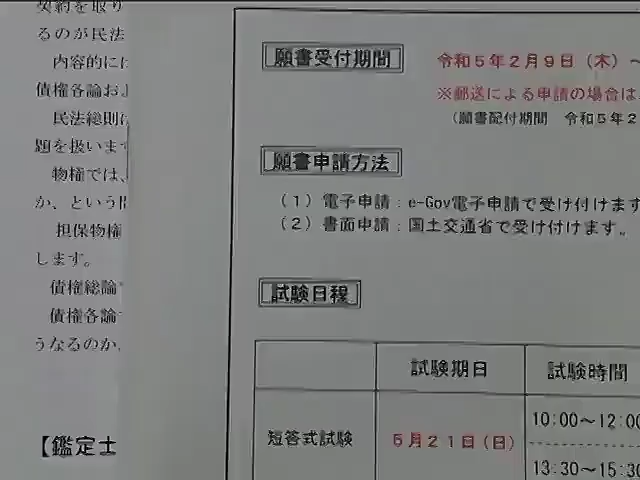 契約を取り
るのが民法
内容的に
債権各論お
民法総則
題を扱いま
物権では、
か、という
担保物権
します。
債権総論
債権各論
うなるのか、
【鑑定士
願書受付期間
令和5年2月9日（木）～
※郵送による申請の場合は、
（願書配付期間 令和5年2
願書申請方法
（1）電子申請：e-Gov電子申請で受け付けます
（2）書面申請：国土交通省で受け付けます。
試験日程
試験期日 試験時間
短答式試験 5月21日（日） 10:00～12:00
13:30～15:30